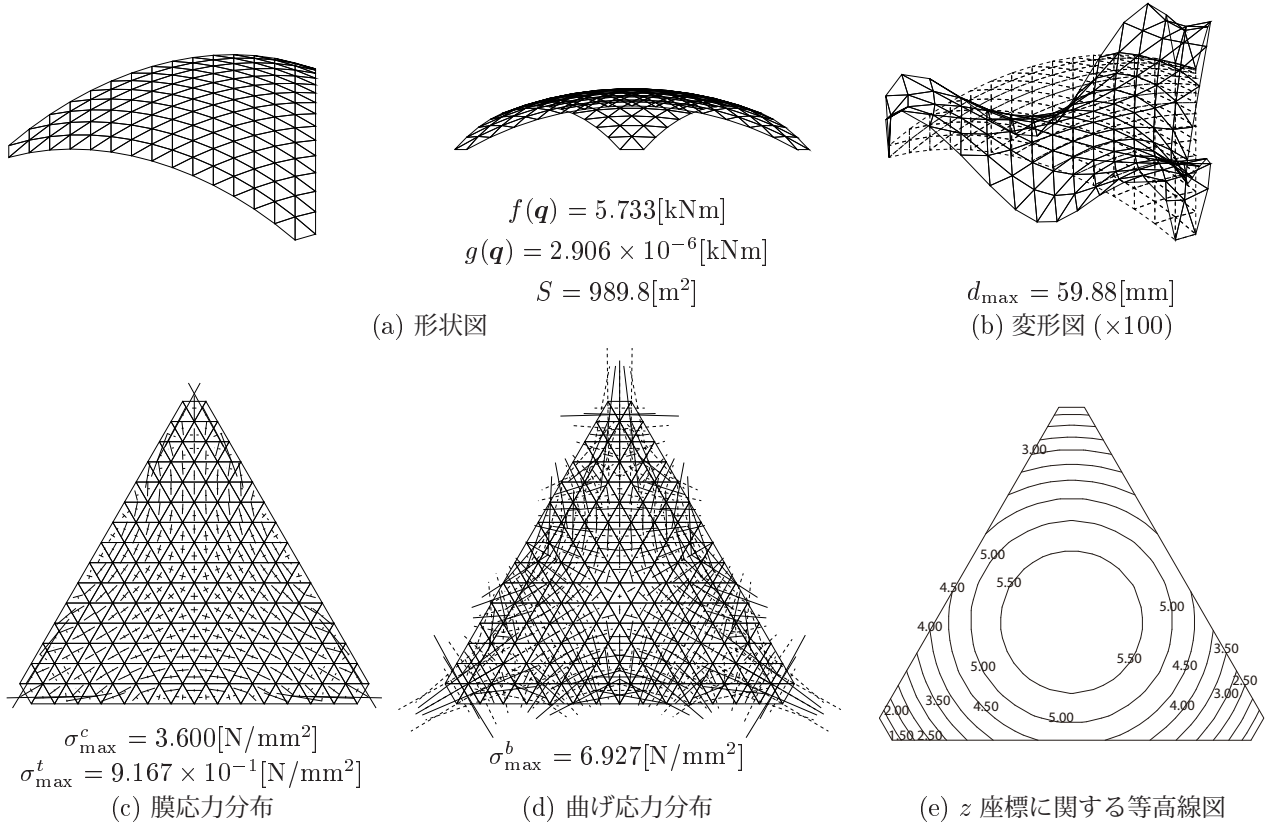 f(q) = 5.733[kNm]
g(q) = 2.906 × 10⁻⁶[kNm]
S = 989.8[m²]
(a) 形状図
d_max = 59.88[mm]
(b) 変形図 (×100)
σ^c_max = 3.600[N/mm²]
σ^t_max = 9.167 × 10⁻¹[N/mm²]
(c) 膜応力分布
σ^b_max = 6.927[N/mm²]
(d) 曲げ応力分布
3.00
5.00
5.50
4.50
5.00
4.00
3.50
5.50
5.00
4.50
2.50
3.00
3.50
4.50
4.00
2.00
5.00
1.50 2.50
(e) z 座標に関する等高線図